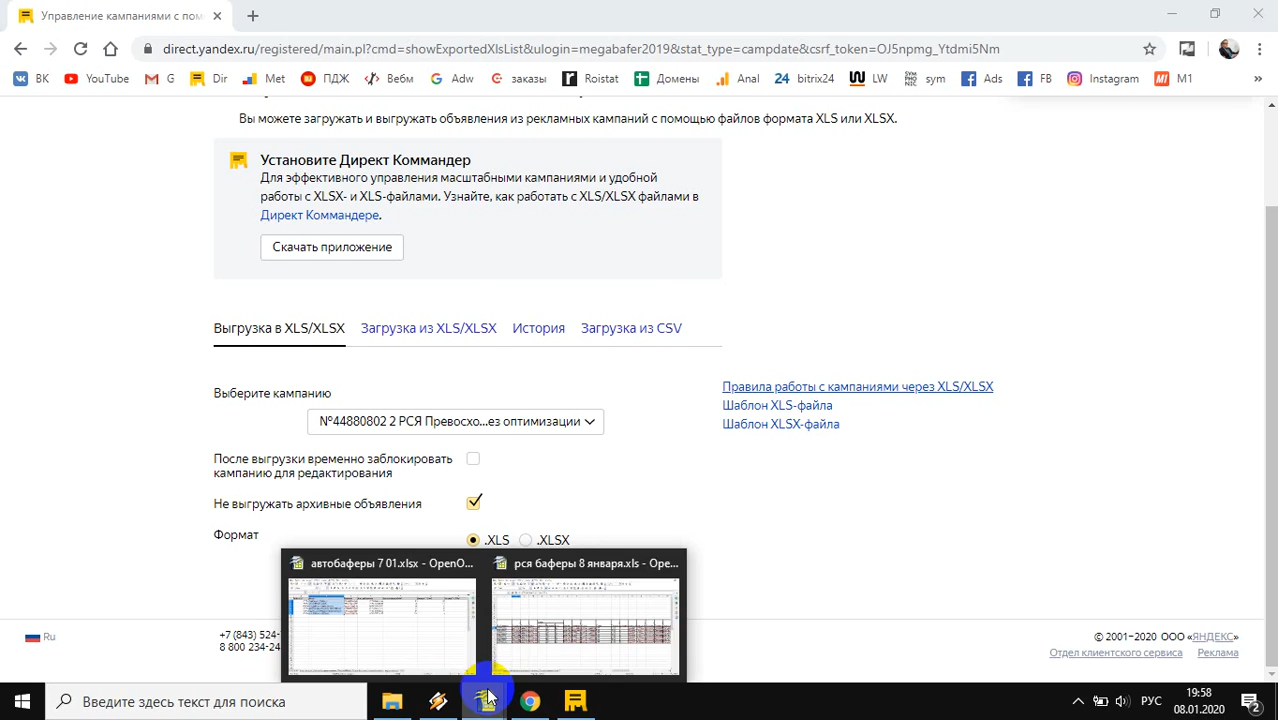 Управление кампаниями с пом
direct.yandex.ru/registered/main.pl?cmd=showExportedXlsList&ulogin=megabafer2019&stat_type=campdate&csrf_token=OJ5npmg_Ytdmi5Nm
ВК YouTube G Dir Met ПДЖ Вебм Adw заказы Roistat Домены Anal 24 bitrix24 LW sym Ads FB Instagram М1 »
Вы можете загружать и выгружать объявления из рекламных кампаний с помощью файлов формата XLS или XLSX.
Установите Директ Коммандер
Для эффективного управления масштабными кампаниями и удобной
работы с XLSX- и XLS-файлами. Узнайте, как работать с XLS/XLSX файлами в
Директ Коммандере.
Скачать приложение
Выгрузка в XLS/XLSX Загрузка из XLS/XLSX История Загрузка из CSV
Выберите кампанию
№44880802 2 РСЯ Превосхо...ез оптимизации
Правила работы с кампаниями через XLS/XLSX
Шаблон XLS-файла
Шаблон XLSX-файла
После выгрузки временно заблокировать
кампанию для редактирования
Не выгружать архивные объявления
Формат
.XLS .XLSX
автобаферы 7 01.xlsx - OpenO...
рся баферы 8 января.xls - Ope...
Ru
+7 (843) 524-
8 800 234-24
© 2001–2020 ООО «ЯНДЕКС»
Отдел клиентского сервиса Реклама
Введите здесь текст для поиска
РУС
19:58
08.01.2020
2